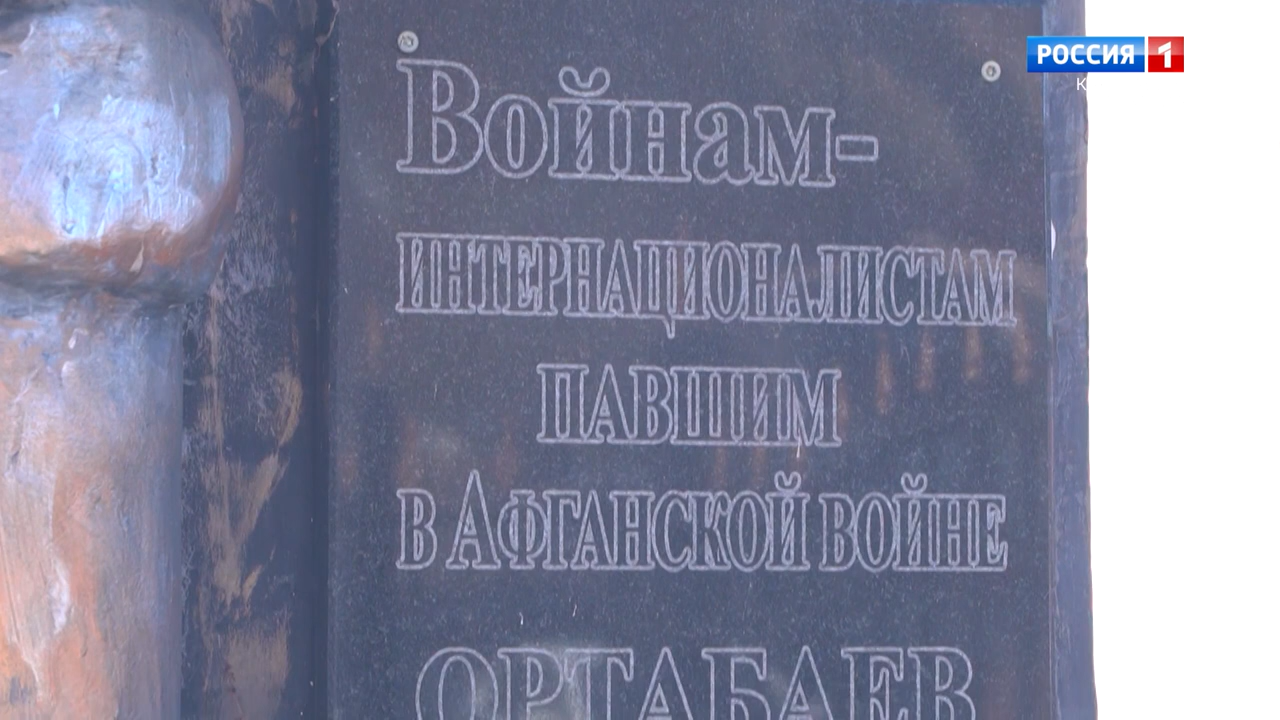 РОССИЯ 1
Войнам-
ИНТЕРНАЦИОНАЛИСТАМ
ПАВШИМ
В АФГАНСКОЙ ВОЙНЕ
ОРТАБАЕВ